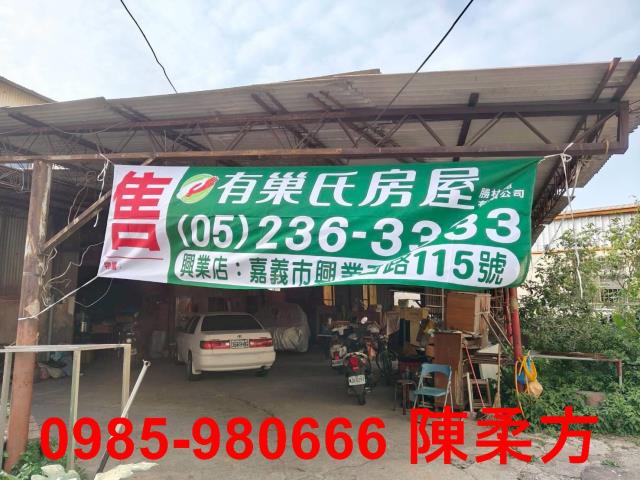 售
有巢氏房屋
(05)236-3333
興業店：嘉義市興業東路115號
0985-980666 陳柔方